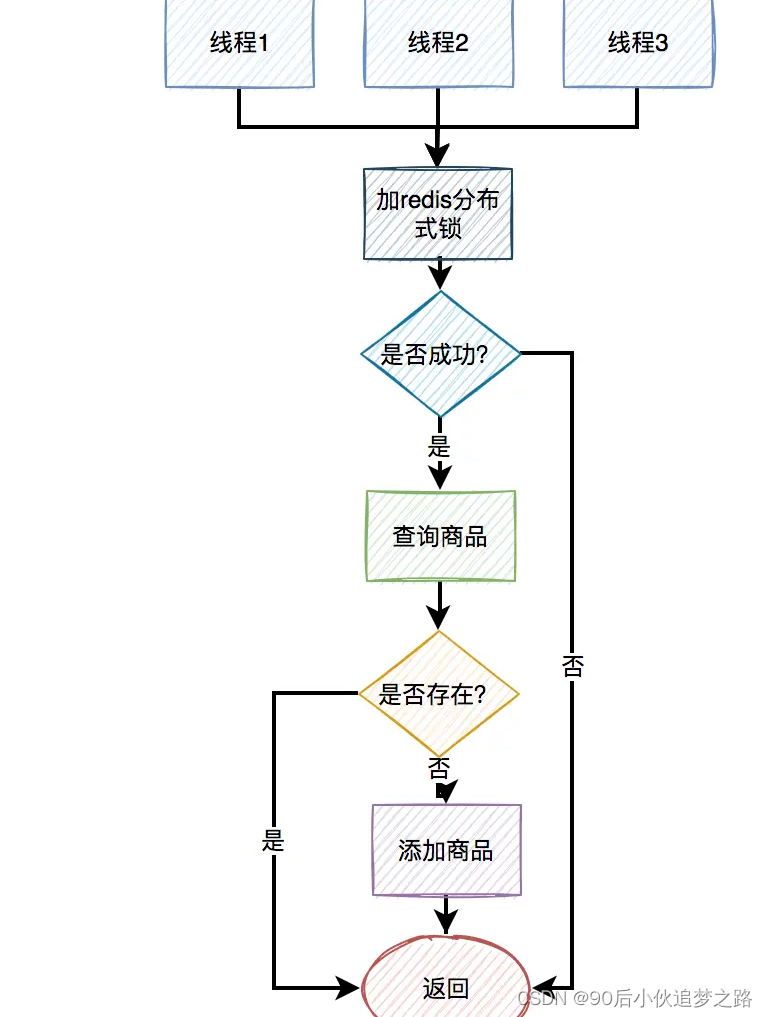 线程1
线程2
线程3
加redis分布
式锁
是否成功?
是
查询商品
否
是否存在?
否
是
添加商品
返回
CSDN @90后小伙追梦之路